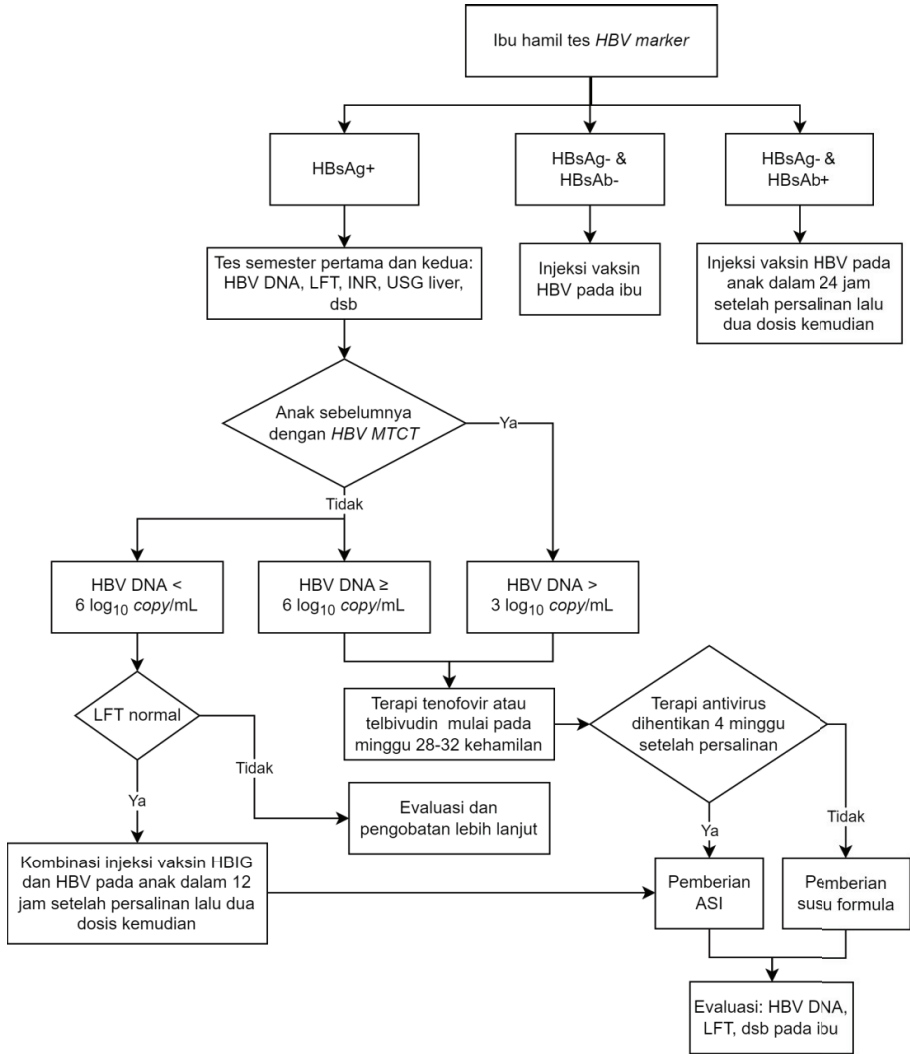 Ibu hamil tes HBV marker
HBsAg+
HBsAg- &
HBsAb-
HBsAg- &
HBsAb+
Tes semester pertama dan kedua:
HBV DNA, LFT, INR, USG liver,
dsb
Injeksi vaksin
HBV pada ibu
Injeksi vaksin HBV pada
anak dalam 24 jam
setelah persalinan lalu
dua dosis kemudian
Anak sebelumnya
dengan HBV MTCT
Ya
Tidak
HBV DNA <
6 log₁₀ copy/mL
HBV DNA ≥
6 log₁₀ copy/mL
HBV DNA >
3 log₁₀ copy/mL
LFT normal
Terapi tenofovir atau
telbivudin mulai pada
minggu 28-32 kehamilan
Terapi antivirus
dihentikan 4 minggu
setelah persalinan
Tidak
Ya
Evaluasi dan
pengobatan lebih lanjut
Ya
Tidak
Kombinasi injeksi vaksin HBIG
dan HBV pada anak dalam 12
jam setelah persalinan lalu dua
dosis kemudian
Pemberian
ASI
Pemberian
susu formula
Evaluasi: HBV DNA,
LFT, dsb pada ibu